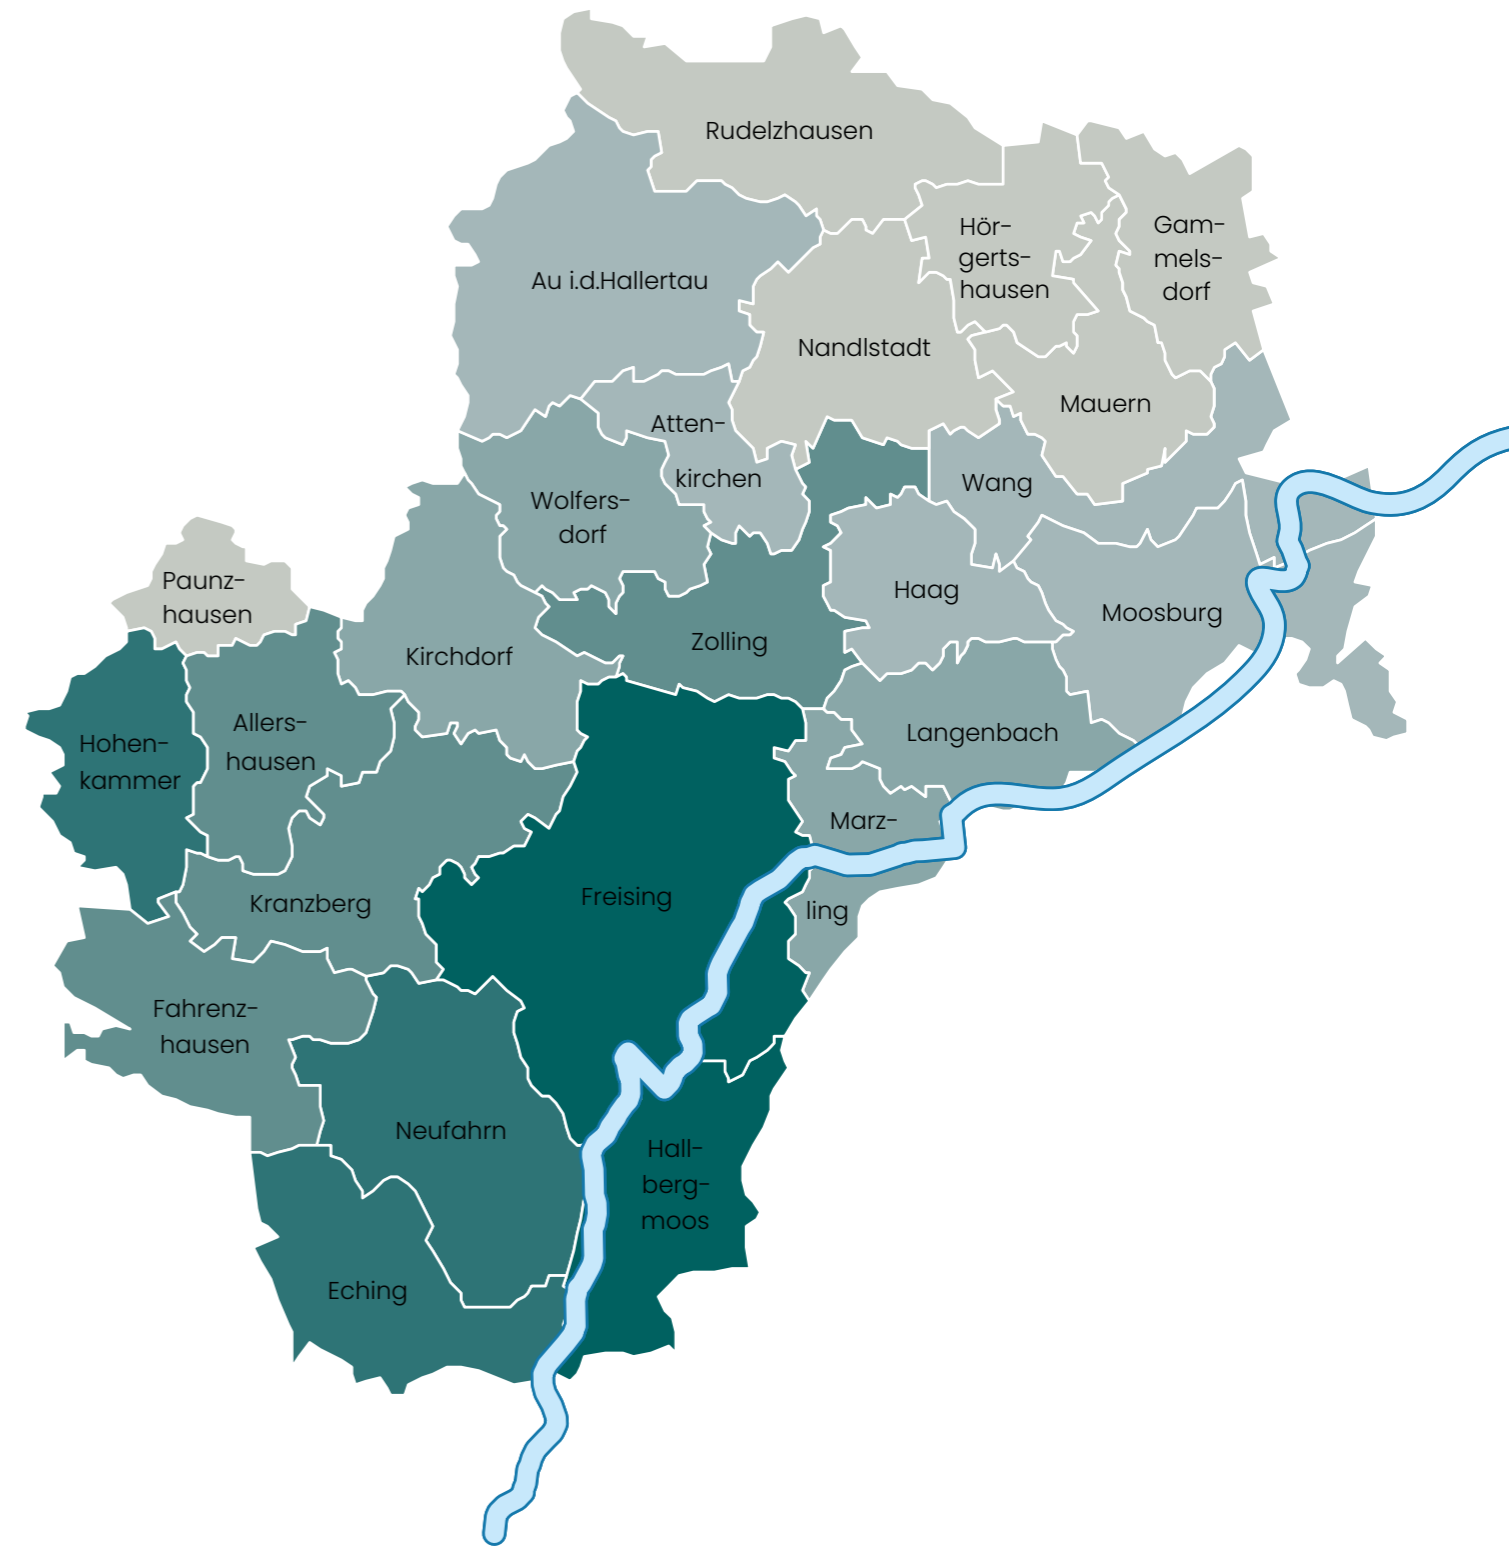 Rudelzhausen
Hör-
gerts-
hausen
Gam-
mels-
dorf
Au i.d.Hallertau
Nandlstadt
Mauern
Atten-
kirchen
Wang
Wolfers-
dorf
Paunz-
hausen
Haag
Moosburg
Zolling
Kirchdorf
Allers-
hausen
Langenbach
Hohen-
kammer
Marz-
ling
Kranzberg
Freising
Fahrenz-
hausen
Neufahrn
Hall-
berg-
moos
Eching